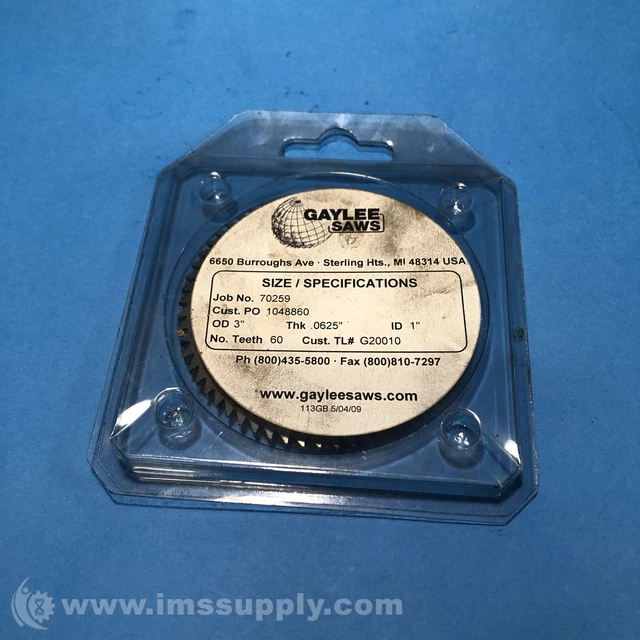 GAYLEE
SAWS
6650 Burroughs Ave · Sterling Hts., MI 48314 USA
SIZE / SPECIFICATIONS
Job No. 70259
Cust. PO 1048860
OD 3" Thk .0625" ID 1"
No. Teeth 60 Cust. TL# G20010
Ph (800)435-5800 · Fax (800)810-7297
www.gayleesaws.com
113GB 5/04/09
www.imssupply.com